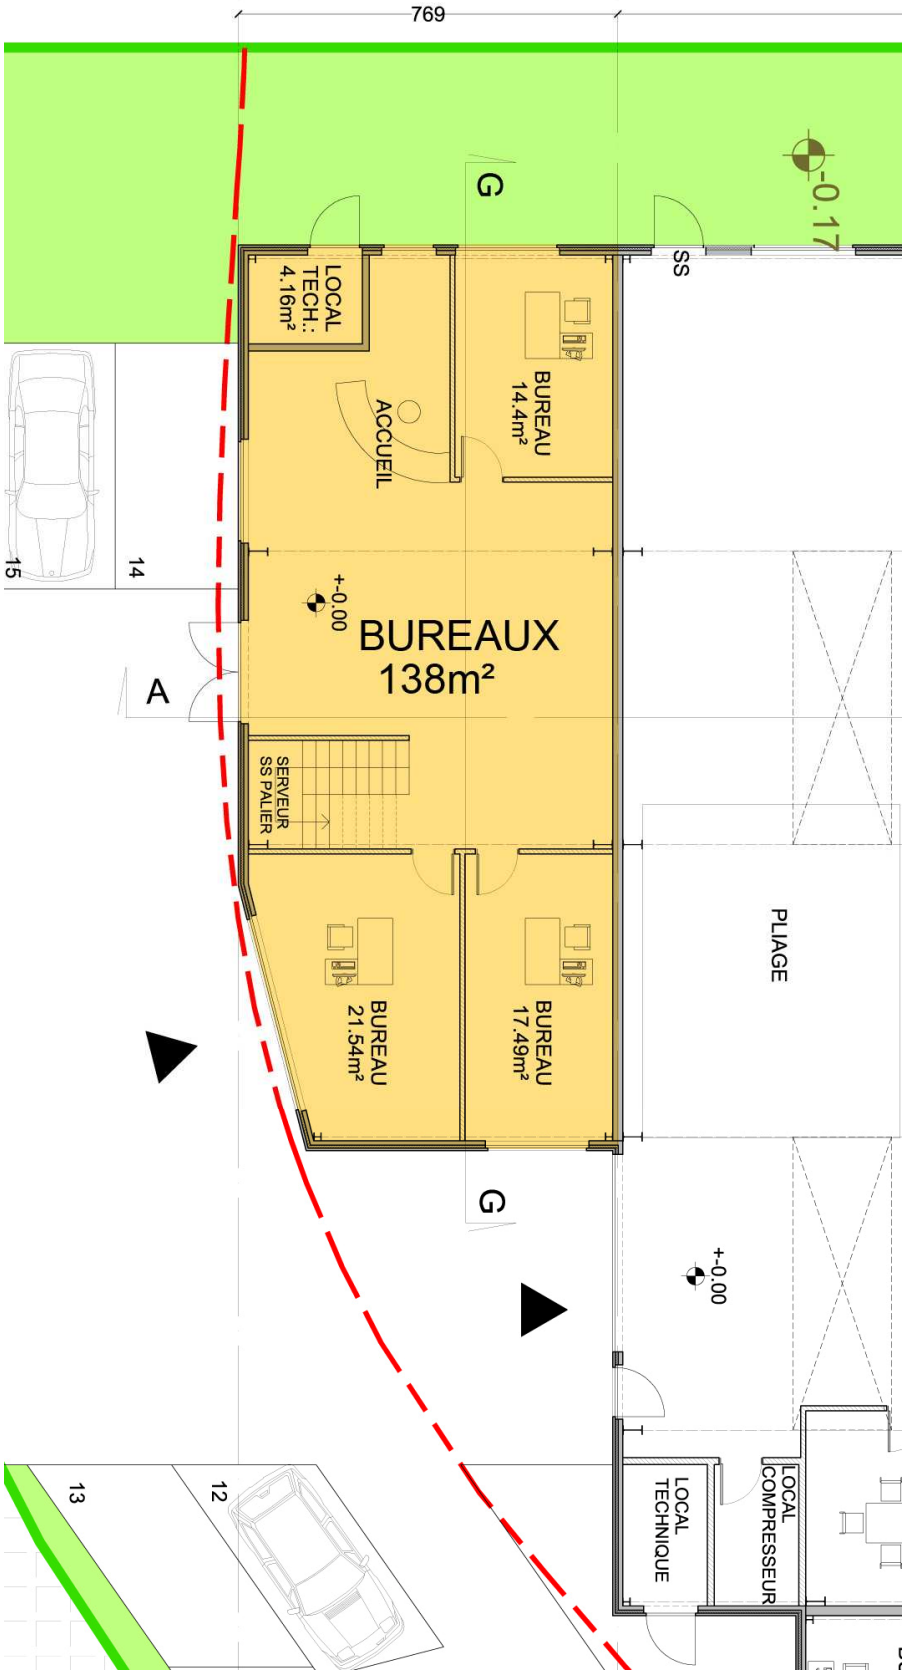 769
G
-0.17
SS
LOCAL
TECH.:
4.16m²
BUREAU
14.4m²
ACCUEIL
15
14
+-0.00
BUREAUX
138m²
A
SERVEUR
SS PALIER
PLIAGE
BUREAU
21.54m²
BUREAU
17.49m²
G
+-0.00
13
12
LOCAL
TECHNIQUE
LOCAL
COMPRESSEUR